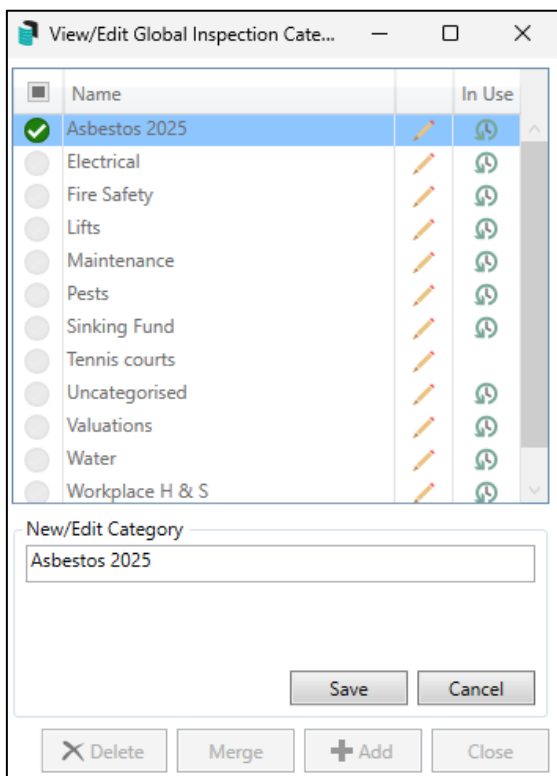 View/Edit Global Inspection Cate...
Name In Use
Asbestos 2025
Electrical
Fire Safety
Lifts
Maintenance
Pests
Sinking Fund
Tennis courts
Uncategorised
Valuations
Water
Workplace H & S
New/Edit Category
Asbestos 2025
Save Cancel
Delete Merge Add Close